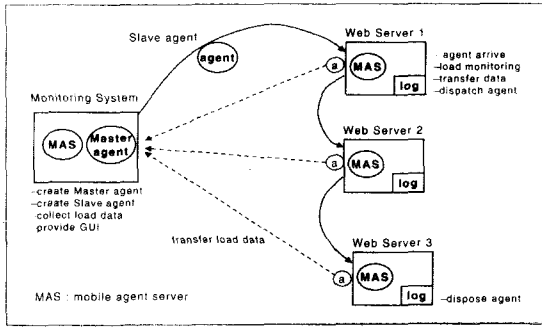 Slave agent
agent
Monitoring System
MAS
Master
agent
-create Master agent
-create Slave agent
collect load data
provide GUI
transfer load data
MAS : mobile agent server
Web Server 1
a
MAS
log
agent arrive
-load monitoring
-transfer data
-dispatch agent
Web Server 2
a
MAS
log
Web Server 3
a
MAS
log
-dispose agent